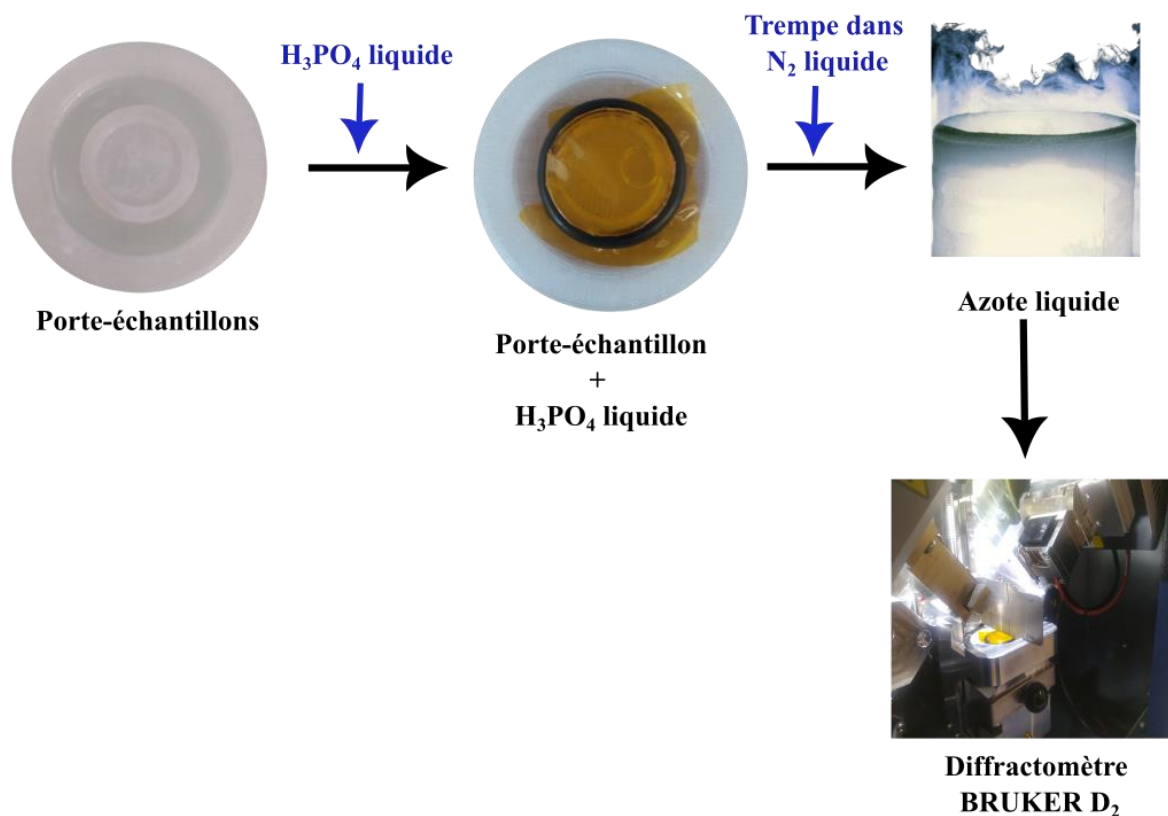 H₃PO₄ liquide
Trempe dans
N₂ liquide
Porte-échantillons
Porte-échantillon
+
H₃PO₄ liquide
Azote liquide
Diffractomètre
BRUKER D₂